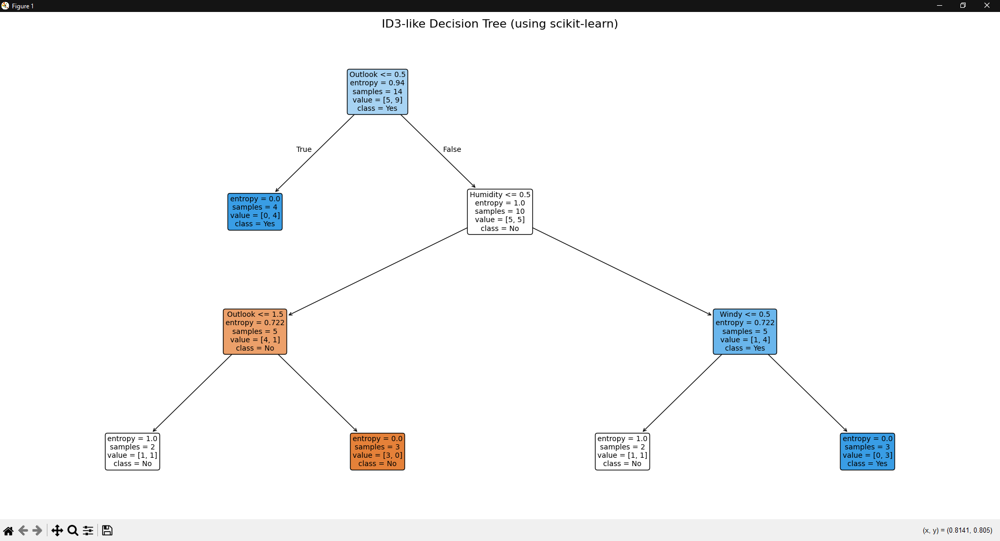 Figure 1
ID3-like Decision Tree (using scikit-learn)
Outlook <= 0.5
entropy = 0.94
samples = 14
value = [5, 9]
class = Yes
True
False
entropy = 0.0
samples = 4
value = [0, 4]
class = Yes
Humidity <= 0.5
entropy = 1.0
samples = 10
value = [5, 5]
class = No
Outlook <= 1.5
entropy = 0.722
samples = 5
value = [4, 1]
class = No
Windy <= 0.5
entropy = 0.722
samples = 5
value = [1, 4]
class = Yes
entropy = 1.0
samples = 2
value = [1, 1]
class = No
entropy = 0.0
samples = 3
value = [3, 0]
class = No
entropy = 1.0
samples = 2
value = [1, 1]
class = No
entropy = 0.0
samples = 3
value = [0, 3]
class = Yes
(x, y) = (0.8141, 0.805)